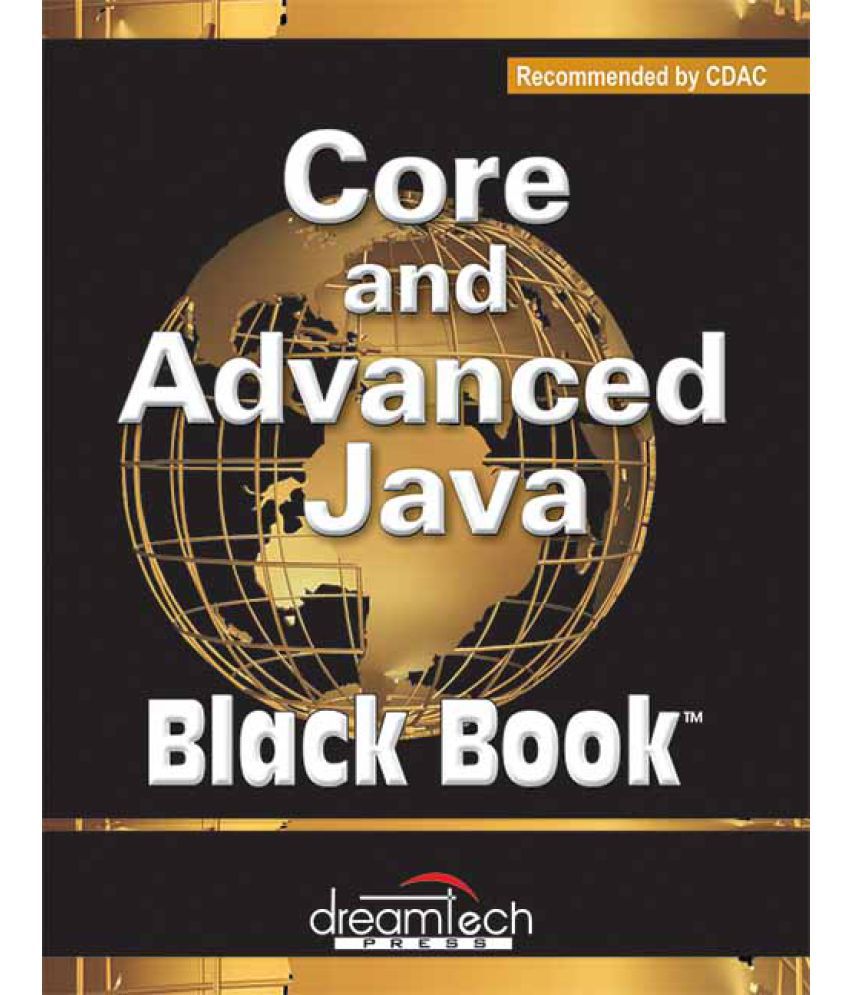 Recommended by CDAC
Core
and
Advanced
Java
Black Book™
dreamtech
PRESS